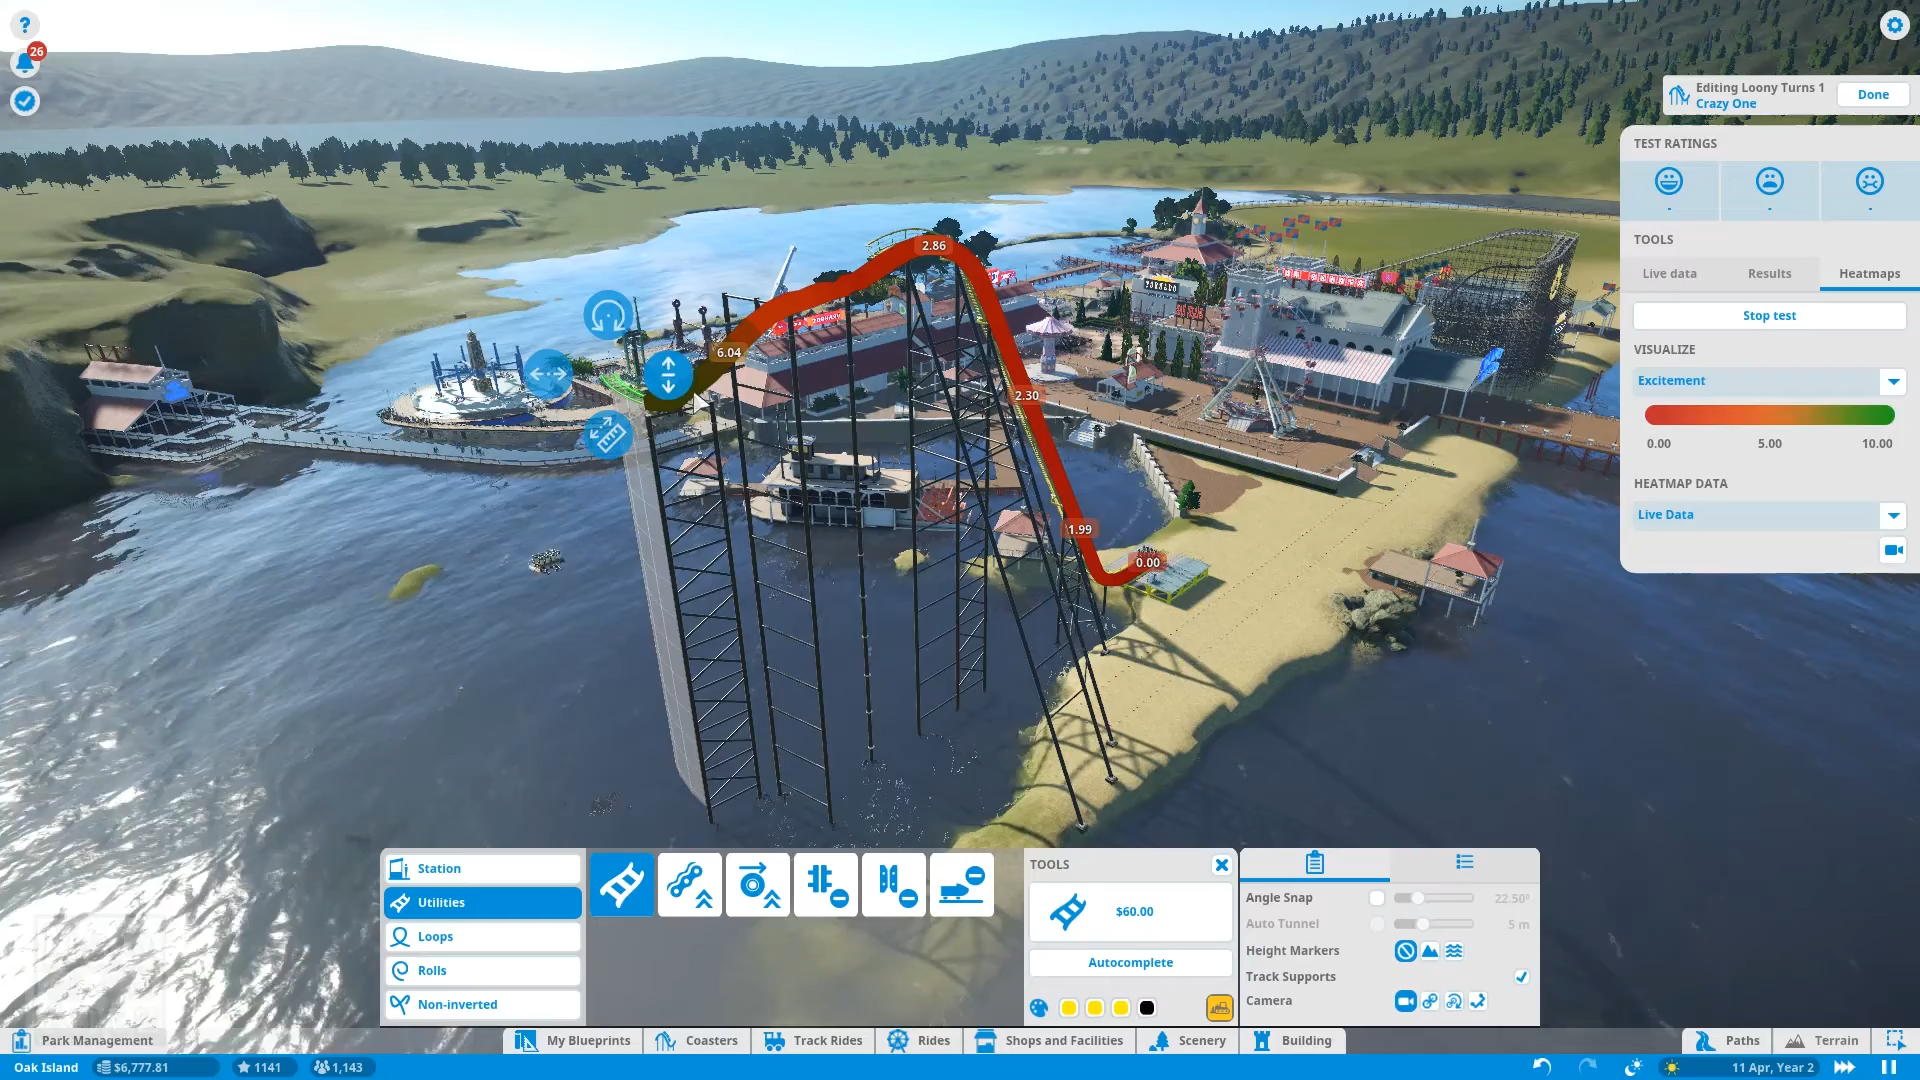 ?
26
Editing Loony Turns 1
Crazy One
Done
TEST RATINGS
-
-
-
TOOLS
Live data
Results
Heatmaps
Stop test
VISUALIZE
Excitement
0.00
5.00
10.00
HEATMAP DATA
Live Data
2.86
6.04
2.30
1.99
0.00
TORNADO
Station
Utilities
Loops
Rolls
Non-inverted
TOOLS
$60.00
Autocomplete
Angle Snap
22.50°
Auto Tunnel
5 m
Height Markers
Track Supports
Camera
Park Management
My Blueprints
Coasters
Track Rides
Rides
Shops and Facilities
Scenery
Building
Paths
Terrain
Oak Island
$6,777.81
1141
1,143
11 Apr, Year 2